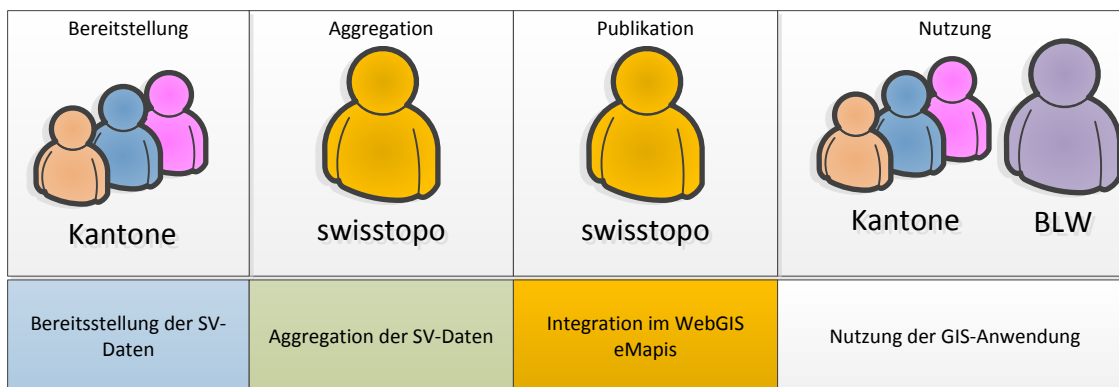 Bereitstellung
Aggregation
Publikation
Nutzung
Kantone
swisstopo
swisstopo
Kantone
BLW
Bereitsstellung der SV-
Daten
Aggregation der SV-Daten
Integration im WebGIS
eMapis
Nutzung der GIS-Anwendung